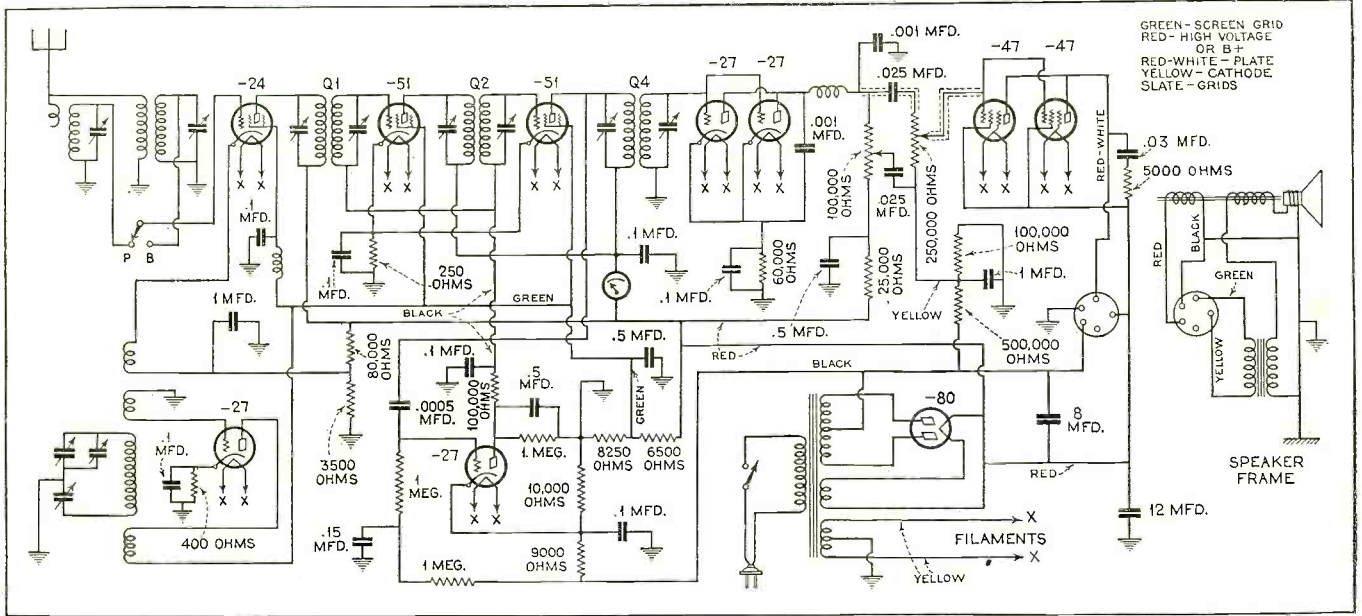 GREEN-SCREEN GRID
RED-HIGH VOLTAGE
OR B+
RED-WHITE-PLATE
YELLOW-CATHODE
SLATE-GRIDS
-24
Q1
-51
Q2
-51
Q4
-27
-27
.001 MFD.
.025 MFD.
-47
-47
.001
MFD.
RED-WHITE
.03 MFD.
5000 OHMS
X X
X X
X X
X X
X X
X X
X X
P B
.1
MFD.
.1
MFD.
250
OHMS
.1 MFD.
.1 MFD.
60,000
OHMS
100,000
OHMS
.025
MFD.
250,000 OHMS
100,000
OHMS
1 MFD.
RED
BLACK
GREEN
YELLOW
1 MFD.
GREEN
BLACK
.5 MFD.
25,000
OHMS
YELLOW
500,000
OHMS
RED
BLACK
80,000
OHMS
.1 MFD.
100,000
OHMS
.5
MFD.
.5 MFD.
GREEN
.0005
MFD.
-27
.1
MFD.
X X
400 OHMS
3500
OHMS
1
MEG.
-27
X X
1 MEG.
8250
OHMS
6500
OHMS
10,000
OHMS
.1 MFD.
.15
MFD.
1 MEG.
9000
OHMS
-80
8
MFD.
RED
12 MFD.
X
FILAMENTS
X
YELLOW
SPEAKER
FRAME